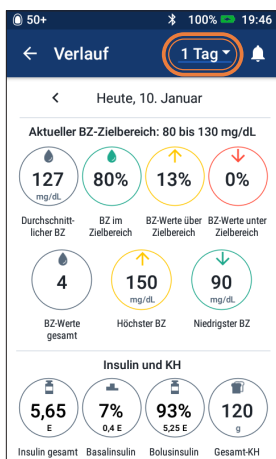 50+ 100% 19:46
Verlauf 1 Tag
Heute, 10. Januar
Aktueller BZ-Zielbereich: 80 bis 130 mg/dL
127 80% 13% 0%
mg/dL
Durchschnitt- BZ im BZ-Werte über BZ-Werte unter
licher BZ Zielbereich Zielbereich Zielbereich
4 150 90
mg/dL mg/dL
BZ-Werte Höchster BZ Niedrigster BZ
gesamt
Insulin und KH
5,65 7% 93% 120
E 0,4 E 5,25 E g
Insulin gesamt Basalinsulin Bolusinsulin Gesamt-KH